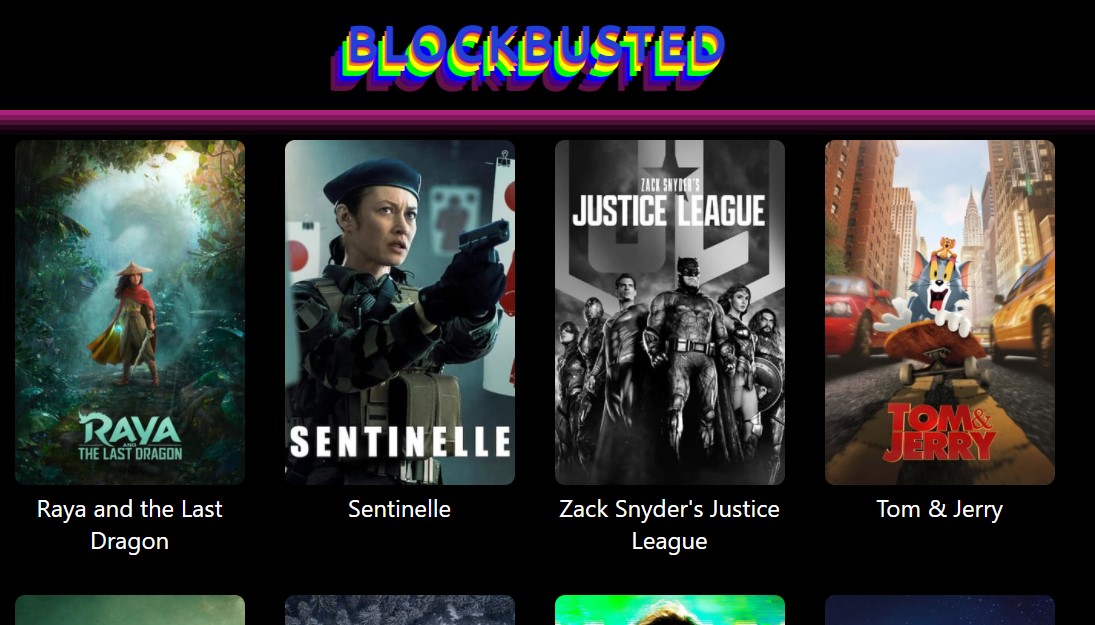 BLOCKBUSTED
RAYA
AND
THE LAST DRAGON
SENTINELLE
ZACK SNYDER'S
JUSTICE LEAGUE
TOM &
JERRY
Raya and the Last
Dragon
Sentinelle
Zack Snyder's Justice
League
Tom & Jerry